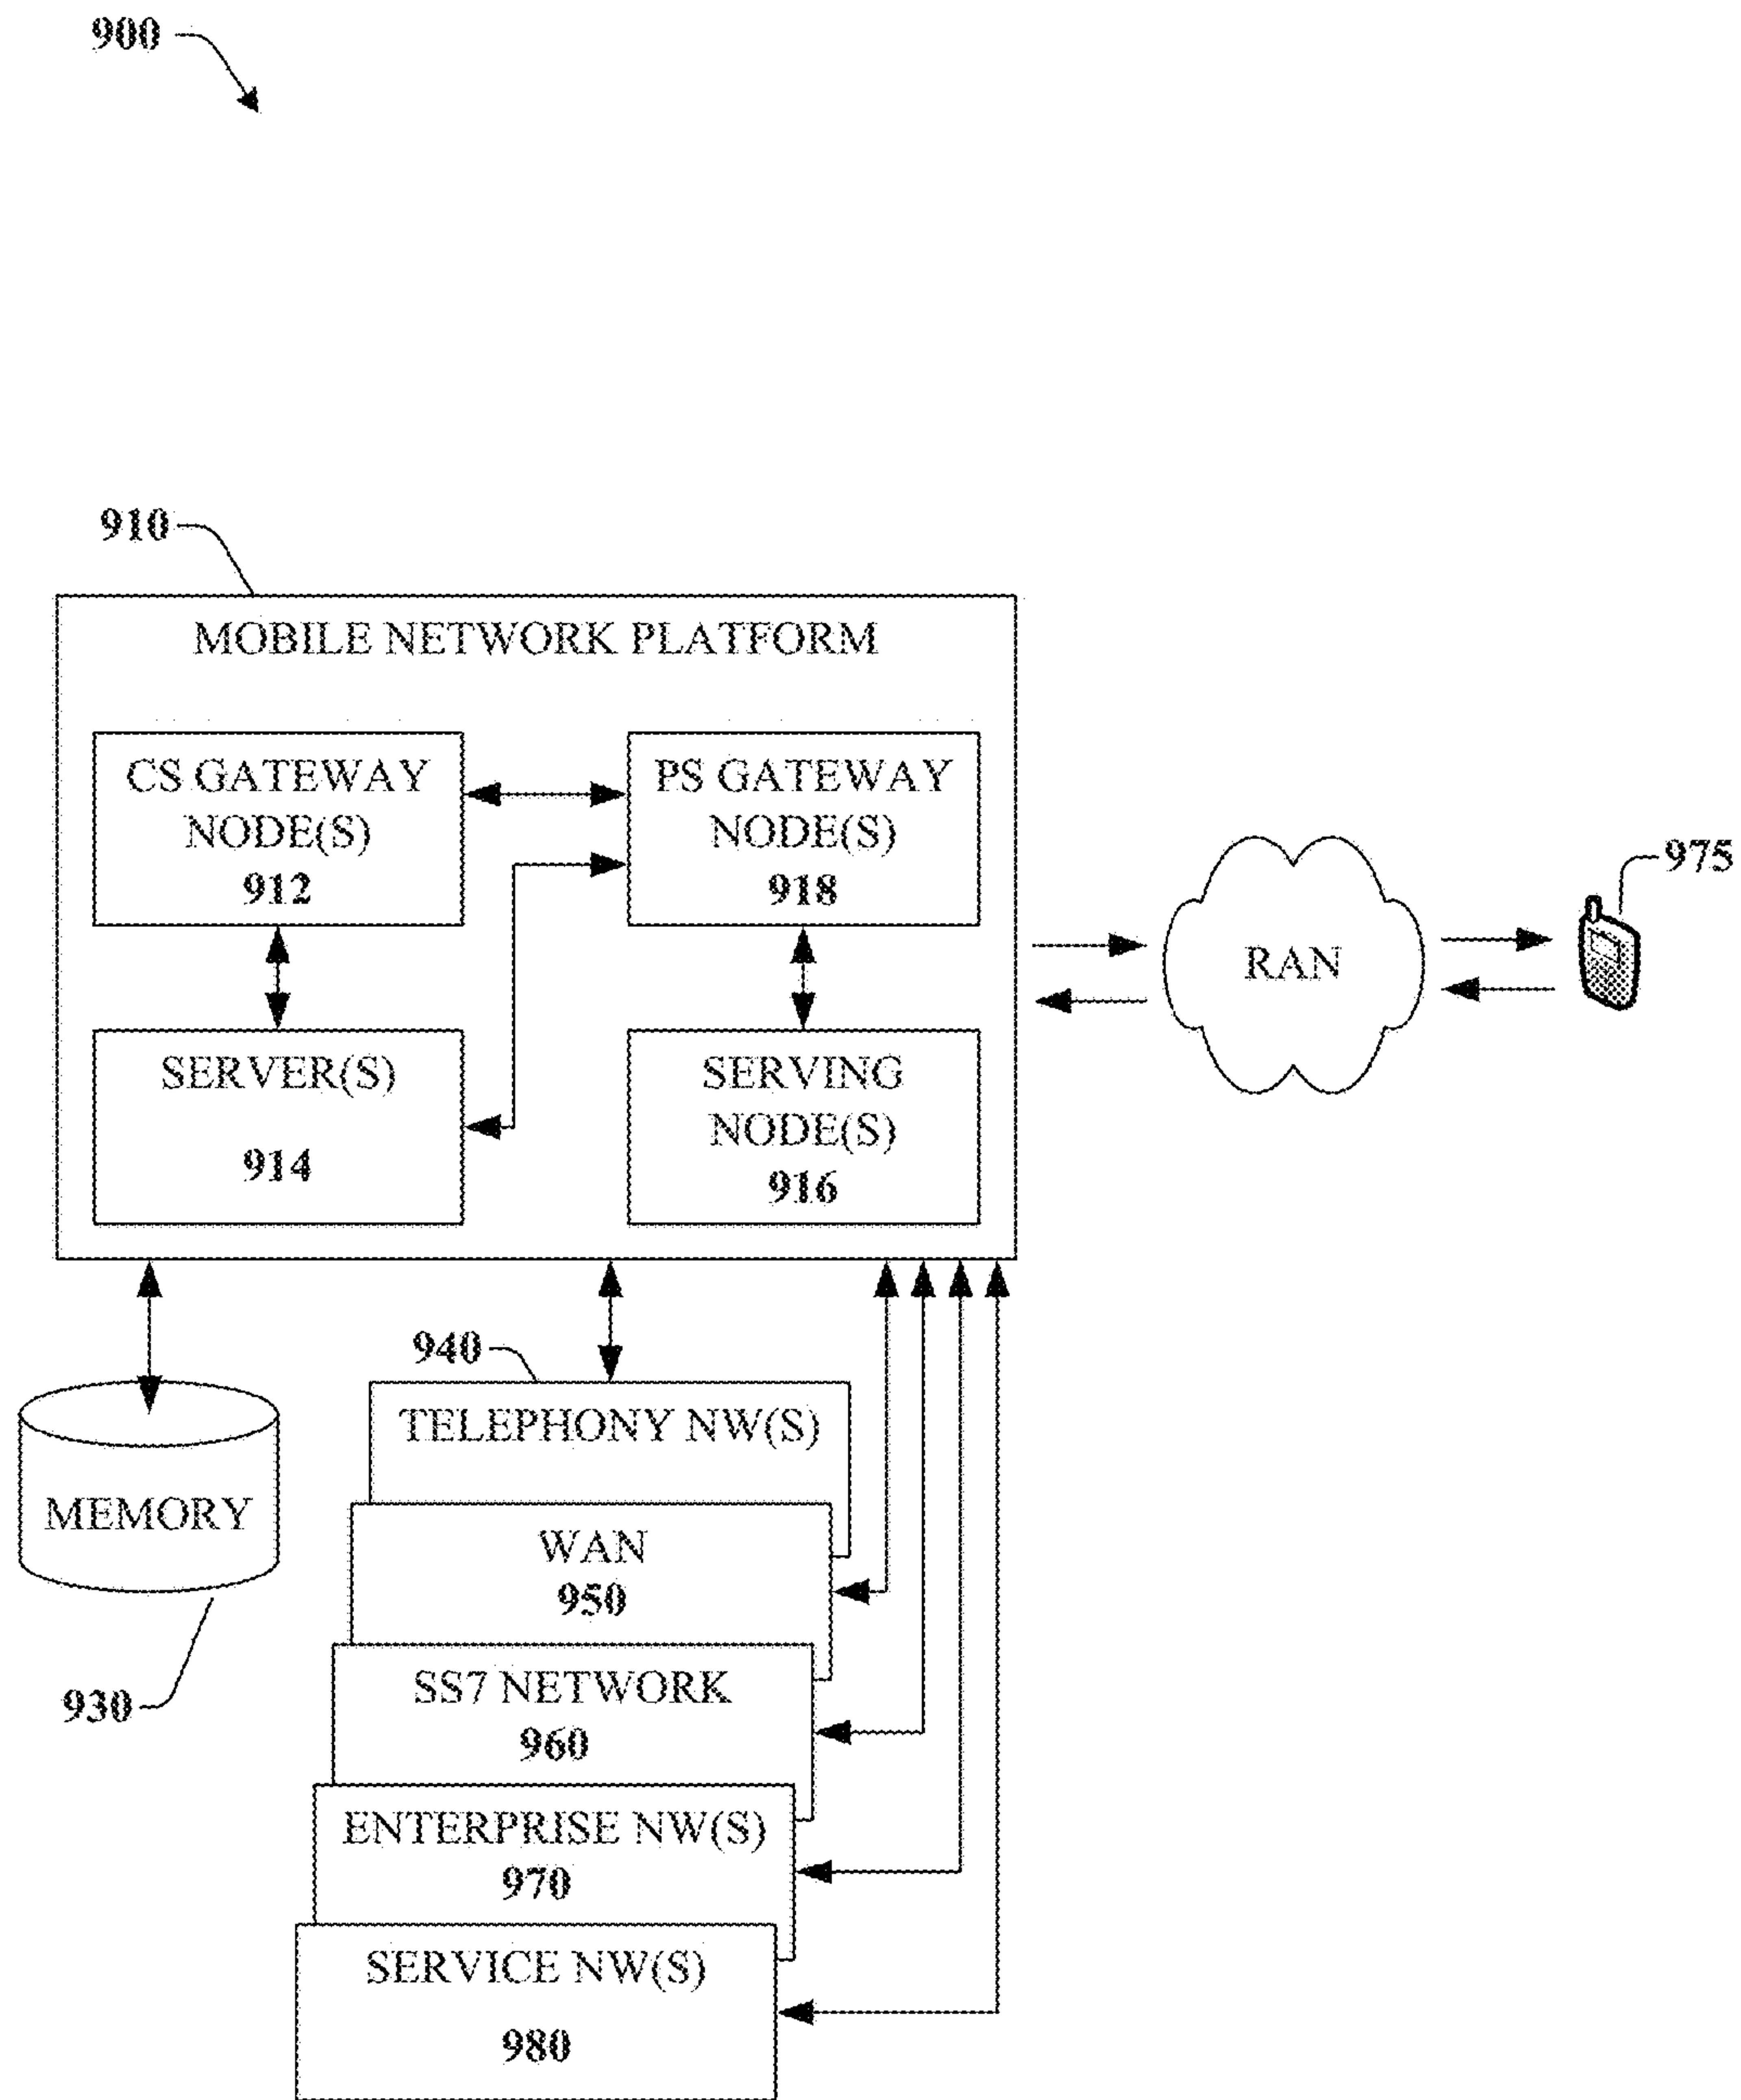 900
910
MOBILE NETWORK PLATFORM
CS GATEWAY
NODE(S)
912
PS GATEWAY
NODE(S)
918
SERVER(S)
914
SERVING
NODE(S)
916
RAN
975
940
TELEPHONY NW(S)
MEMORY
930
WAN
950
SS7 NETWORK
960
ENTERPRISE NW(S)
970
SERVICE NW(S)
980